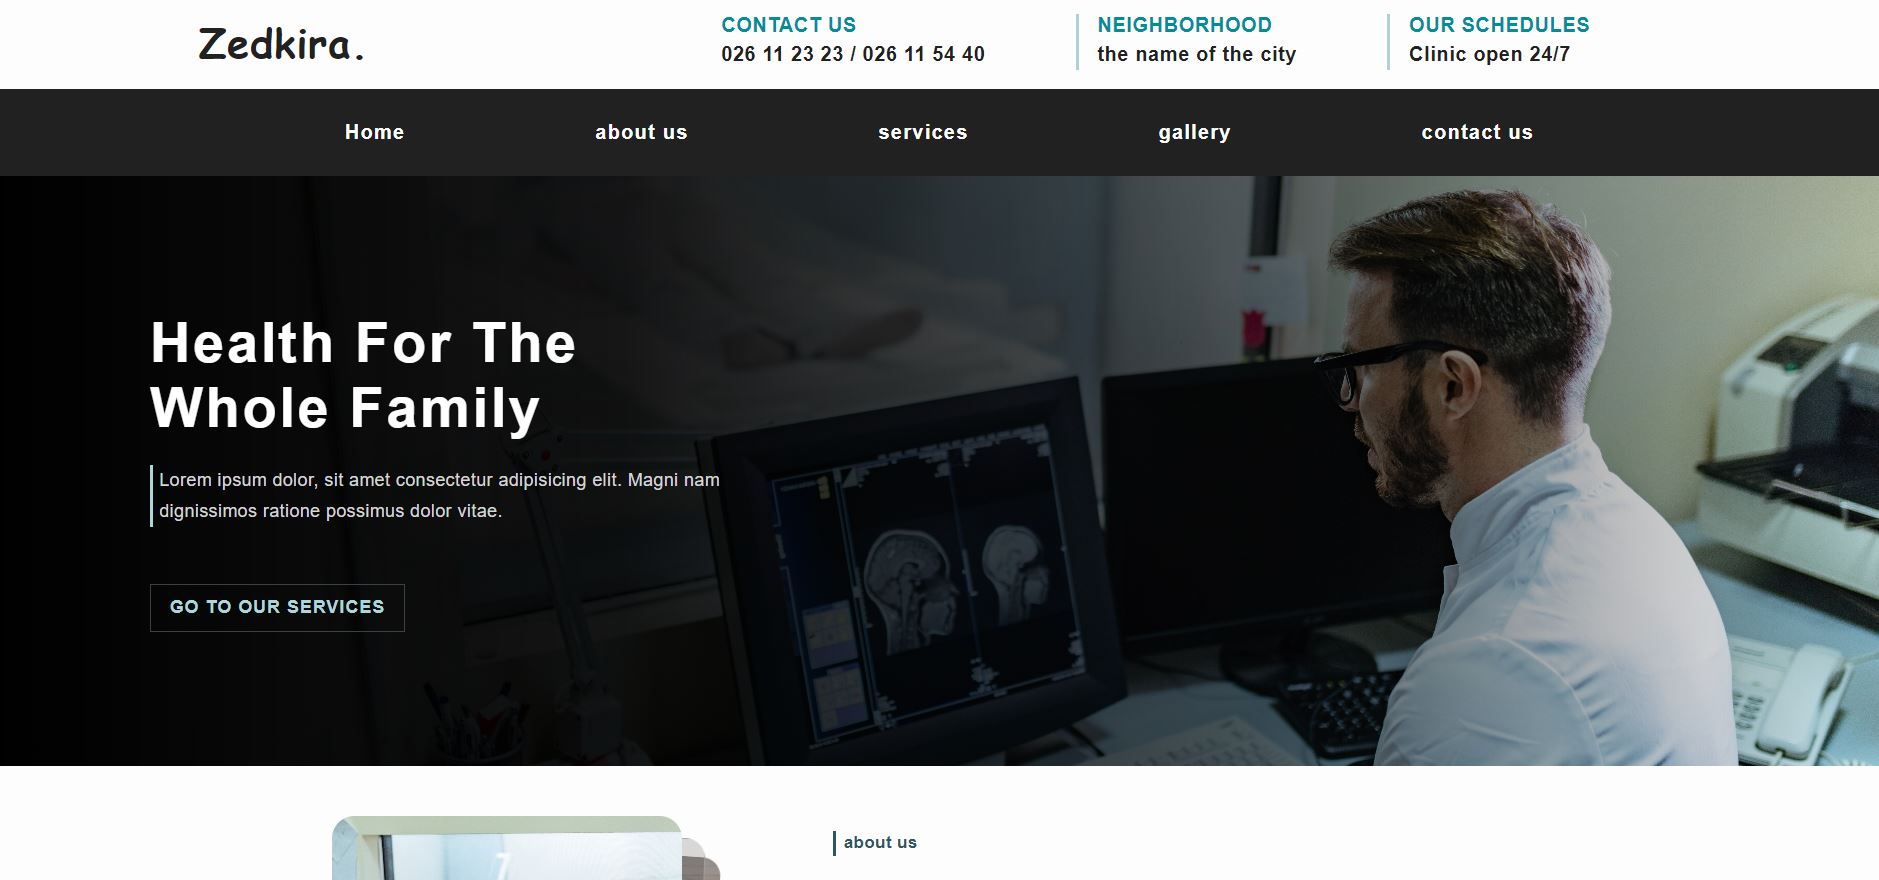 Zedkira.
CONTACT US
026 11 23 23 / 026 11 54 40
NEIGHBORHOOD
the name of the city
OUR SCHEDULES
Clinic open 24/7
Home
about us
services
gallery
contact us
Health For The
Whole Family
Lorem ipsum dolor, sit amet consectetur adipisicing elit. Magni nam
dignissimos ratione possimus dolor vitae.
GO TO OUR SERVICES
about us